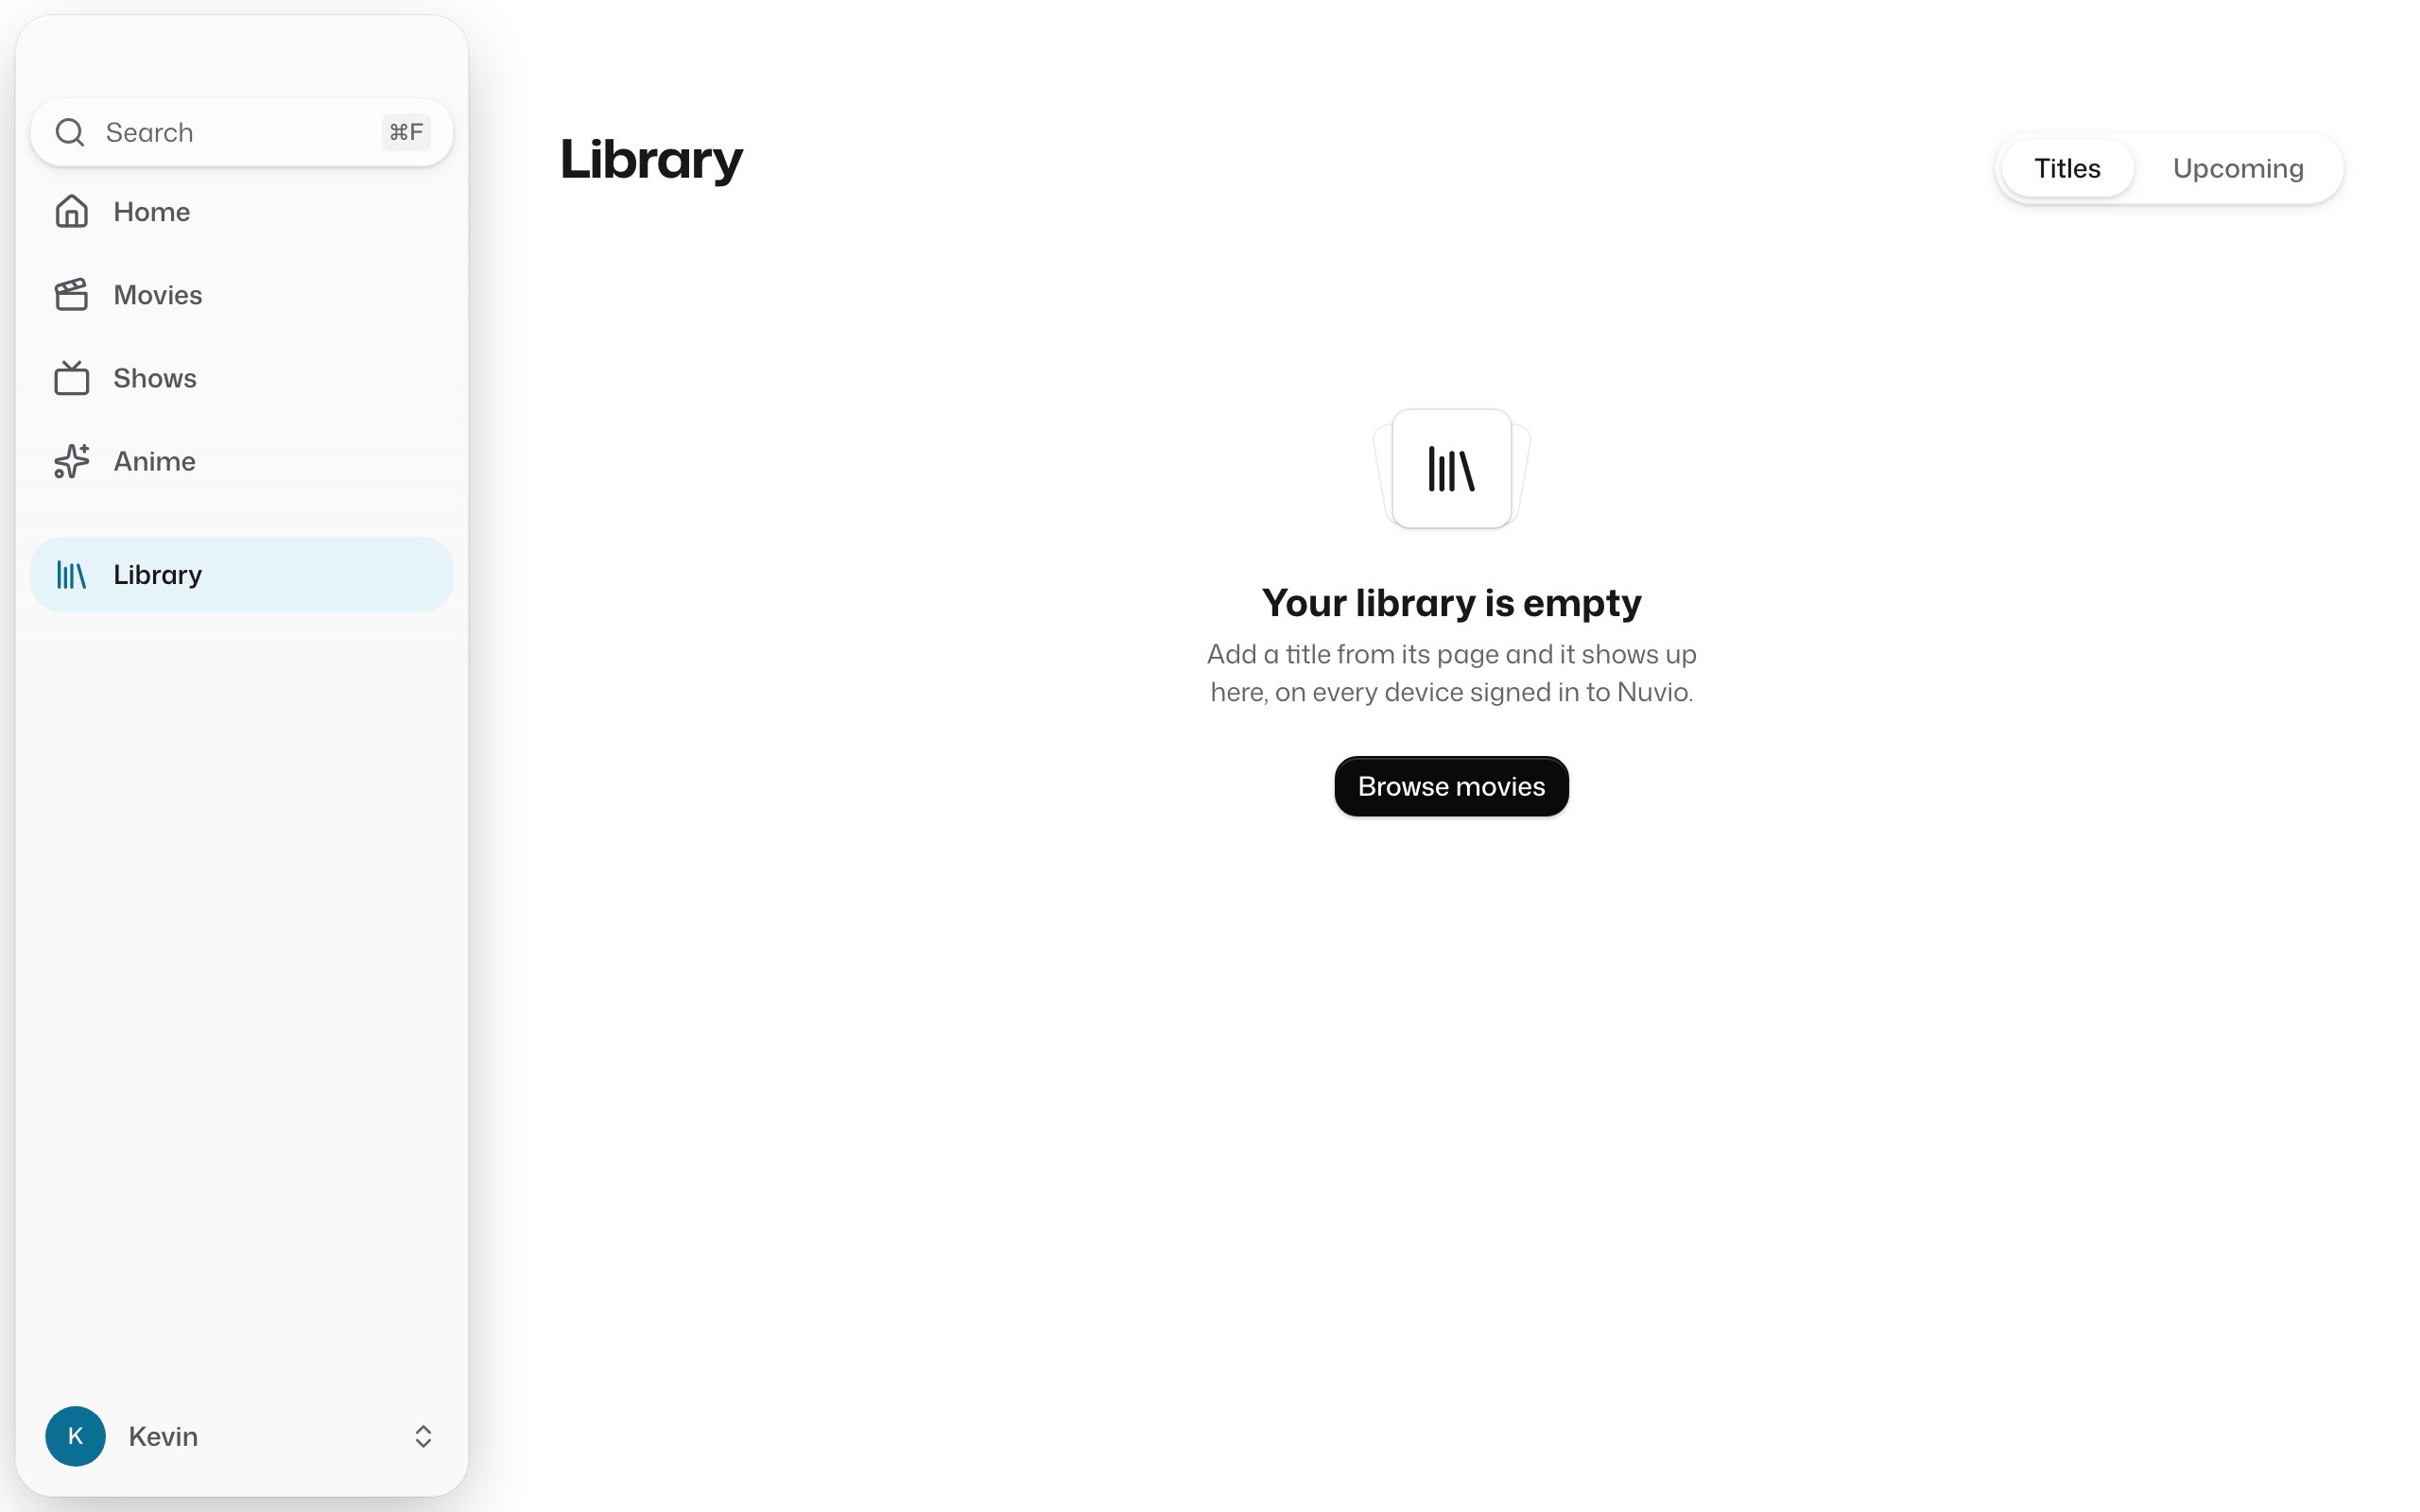 Search ⌘F
Home
Movies
Shows
Anime
Library
Kevin
K
Library
Titles
Upcoming
Your library is empty
Add a title from its page and it shows up
here, on every device signed in to Nuvio.
Browse movies